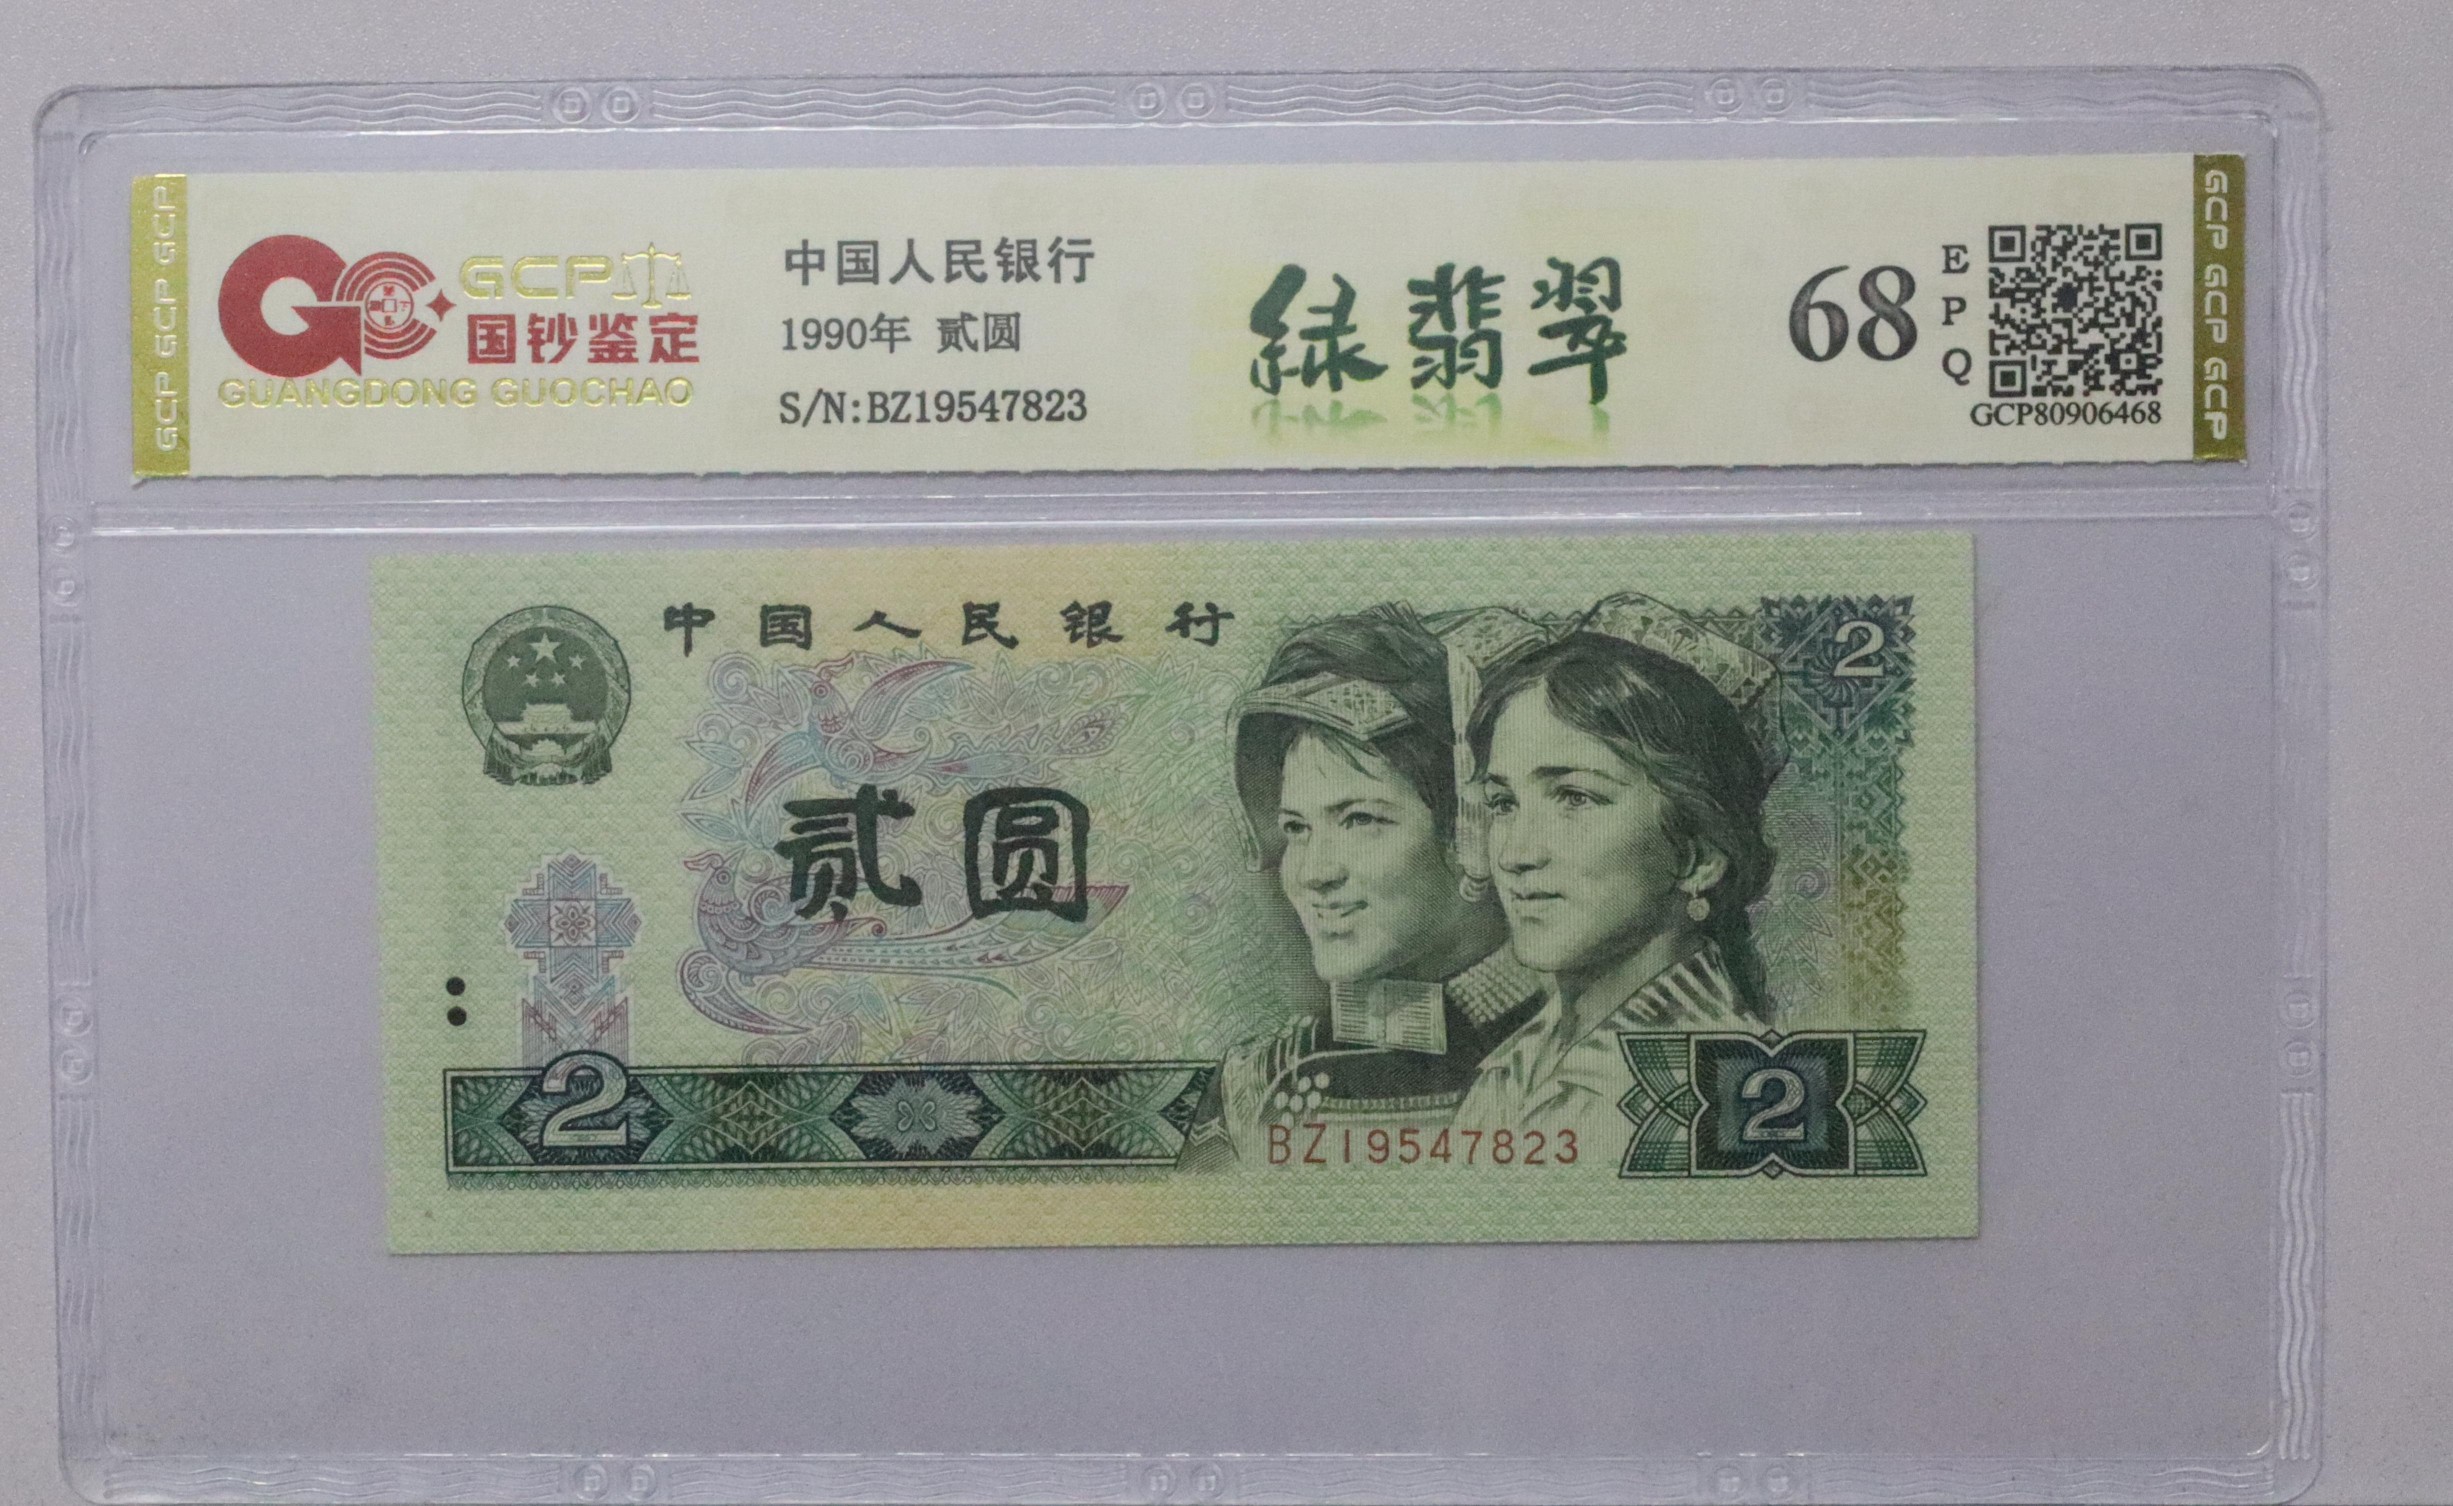 GCP GCP GCP
GCP
国钞鉴定
GUANGDONG GUOCHAO
中国人民银行
1990年 贰圆
S/N:BZ19547823
绿翡翠
68
E
P
Q
GCP80906468
GCP GCP GCP
中国人民银行
2
贰圆
2
BZ19547823
2